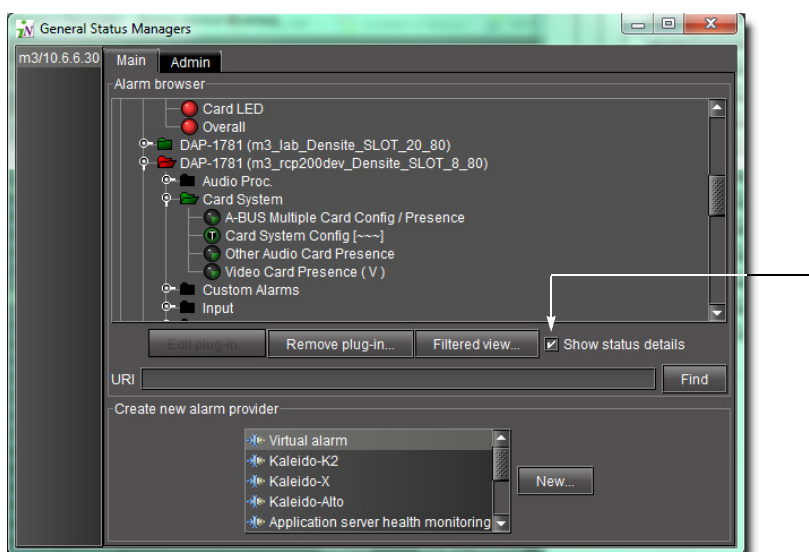 General Status Managers
m3/10.6.6.30
Main Admin
Alarm browser
Card LED
Overall
DAP-1781 (m3_lab_Densite_SLOT_20_80)
DAP-1781 (m3_rcp200dev_Densite_SLOT_8_80)
Audio Proc.
Card System
A-BUS Multiple Card Config / Presence
T Card System Config [~~~]
Other Audio Card Presence
Video Card Presence ( V )
Custom Alarms
Input
Edit plug-in... Remove plug-in... Filtered view... Show status details
URI Find
Create new alarm provider
Virtual alarm
Kaleido-K2
Kaleido-X
New...
Kaleido-Alto
Application server health monitoring